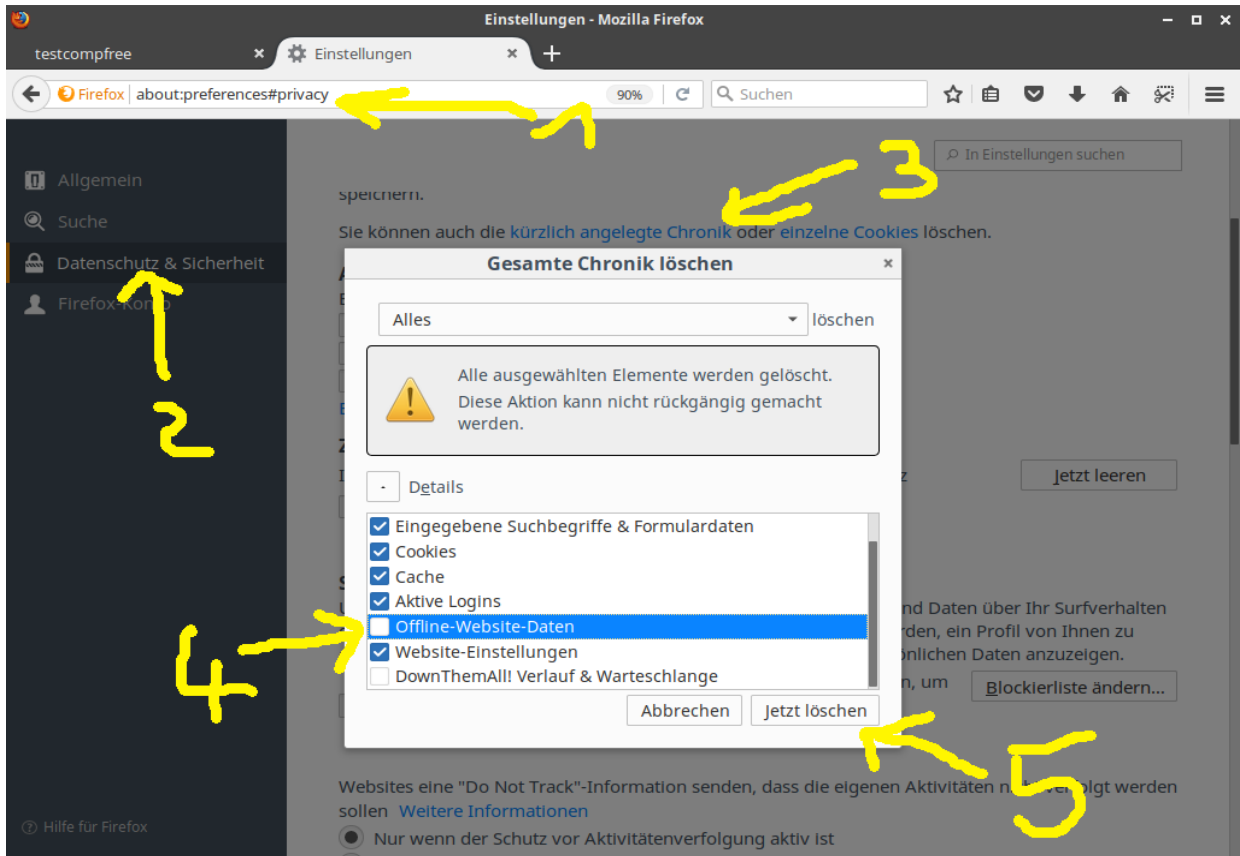 Einstellungen - Mozilla Firefox
testcompfree
Einstellungen
Firefox about:preferences#privacy
90%
Suchen
1
Allgemein
Suche
Datenschutz & Sicherheit
Firefox-Konto
2
In Einstellungen suchen
3
speichern.
Sie können auch die kürzlich angelegte Chronik oder einzelne Cookies löschen.
Gesamte Chronik löschen
Alles löschen
Alle ausgewählten Elemente werden gelöscht.
Diese Aktion kann nicht rückgängig gemacht
werden.
Jetzt leeren
- Details
Eingegebene Suchbegriffe & Formulardaten
Cookies
Cache
Aktive Logins
Offline-Website-Daten
Website-Einstellungen
DownThemAll! Verlauf & Warteschlange
4
nd Daten über Ihr Surfverhalten
rden, ein Profil von Ihnen zu
önlichen Daten anzuzeigen.
n, um
Blockierliste ändern...
Abbrechen
Jetzt löschen
5
Websites eine "Do Not Track"-Information senden, dass die eigenen Aktivitäten nicht verfolgt werden
sollen Weitere Informationen
Nur wenn der Schutz vor Aktivitätenverfolgung aktiv ist
Hilfe für Firefox